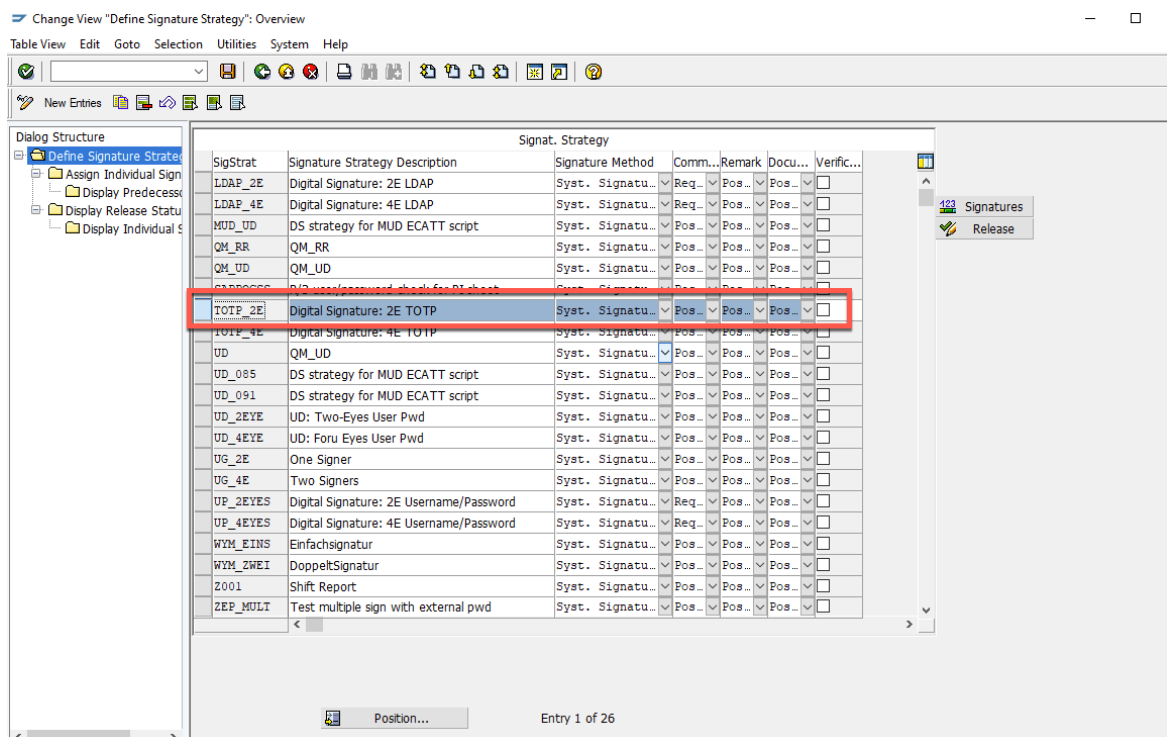 Change View "Define Signature Strategy": Overview
Table View Edit Goto Selection Utilities System Help
New Entries
Dialog Structure
Define Signature Strateg
Assign Individual Sign
Display Predecesso
Display Release Statu
Display Individual S
Signat. Strategy
SigStrat Signature Strategy Description Signature Method Comm... Remark Docu... Verific...
LDAP_2E Digital Signature: 2E LDAP Syst. Signatu… Req… Pos… Pos…
LDAP_4E Digital Signature: 4E LDAP Syst. Signatu… Req… Pos… Pos…
MUD_UD DS strategy for MUD ECATT script Syst. Signatu… Pos… Pos… Pos…
QM_RR QM_RR Syst. Signatu… Pos… Pos… Pos…
QM_UD QM_UD Syst. Signatu… Pos… Pos… Pos…
TOTP_2E Digital Signature: 2E TOTP Syst. Signatu… Pos… Pos… Pos…
TOTP_4E Digital Signature: 4E TOTP Syst. Signatu… Pos… Pos… Pos…
UD QM_UD Syst. Signatu… Pos… Pos… Pos…
UD_085 DS strategy for MUD ECATT script Syst. Signatu… Pos… Pos… Pos…
UD_091 DS strategy for MUD ECATT script Syst. Signatu… Pos… Pos… Pos…
UD_2EYE UD: Two-Eyes User Pwd Syst. Signatu… Pos… Pos… Pos…
UD_4EYE UD: Foru Eyes User Pwd Syst. Signatu… Pos… Pos… Pos…
UG_2E One Signer Syst. Signatu… Pos… Pos… Pos…
UG_4E Two Signers Syst. Signatu… Pos… Pos… Pos…
UP_2EYES Digital Signature: 2E Username/Password Syst. Signatu… Req… Pos… Pos…
UP_4EYES Digital Signature: 4E Username/Password Syst. Signatu… Req… Pos… Pos…
WYM_EINS Einfachsignatur Syst. Signatu… Pos… Pos… Pos…
WYM_ZWEI DoppeltSignatur Syst. Signatu… Pos… Pos… Pos…
Z001 Shift Report Syst. Signatu… Pos… Pos… Pos…
ZEP_MULT Test multiple sign with external pwd Syst. Signatu… Pos… Pos… Pos…
123 Signatures
Release
Position... Entry 1 of 26